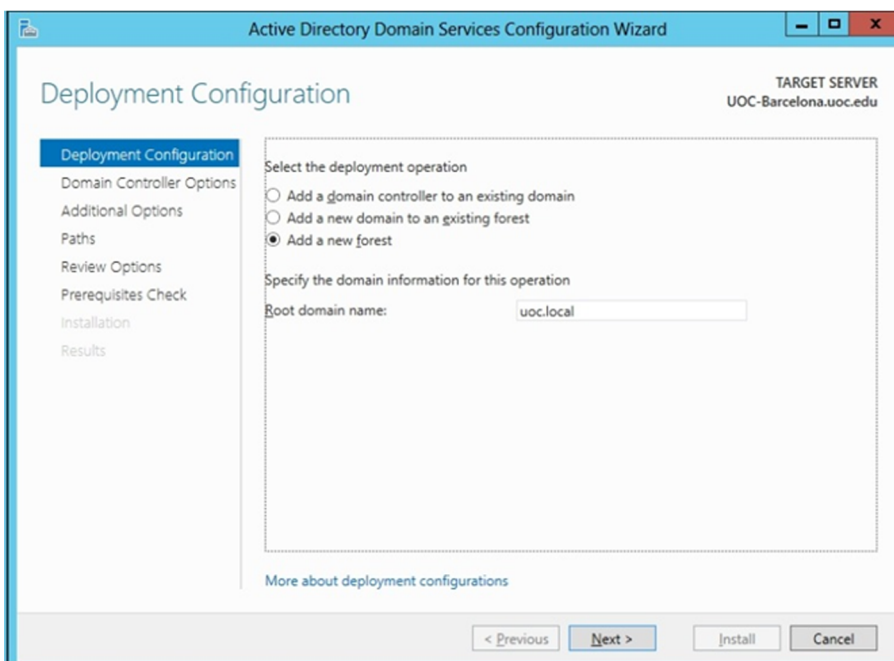 Active Directory Domain Services Configuration Wizard
Deployment Configuration
TARGET SERVER
UOC-Barcelona.uoc.edu
Deployment Configuration
Domain Controller Options
Additional Options
Paths
Review Options
Prerequisites Check
Installation
Results
Select the deployment operation
Add a domain controller to an existing domain
Add a new domain to an existing forest
Add a new forest
Specify the domain information for this operation
Root domain name: uoc.local
More about deployment configurations
< Previous Next > Install Cancel